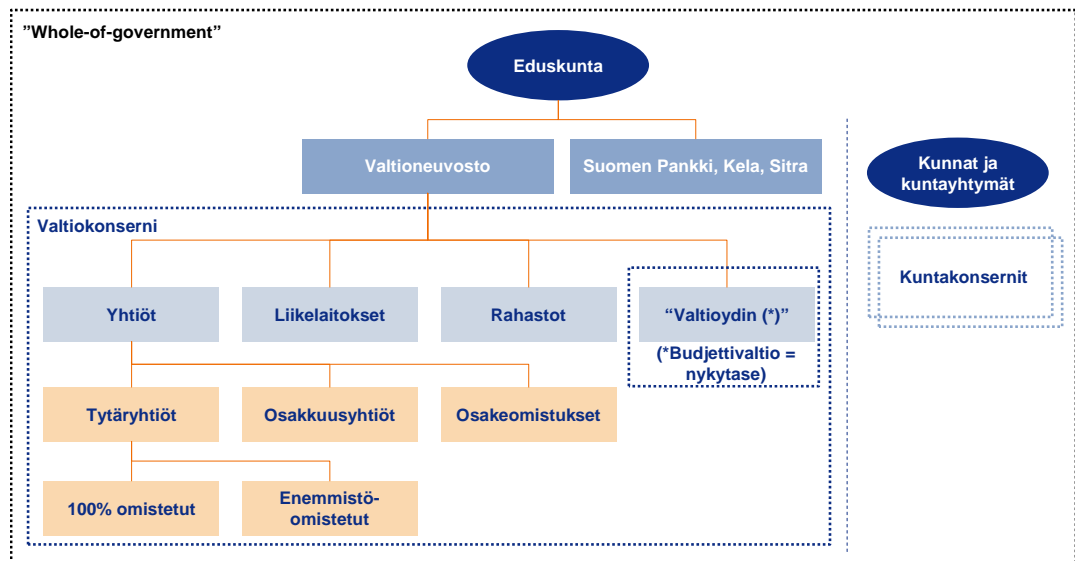 ”Whole-of-government”
Eduskunta
Valtioneuvosto
Suomen Pankki, Kela, Sitra
Kunnat ja
kuntayhtymät
Valtiokonserni
Kuntakonsernit
Yhtiöt
Liikelaitokset
Rahastot
“Valtioydin (*)”
(*Budjettivaltio =
nykytase)
Tytäryhtiöt
Osakkuusyhtiöt
Osakeomistukset
100% omistetut
Enemmistö-
omistetut